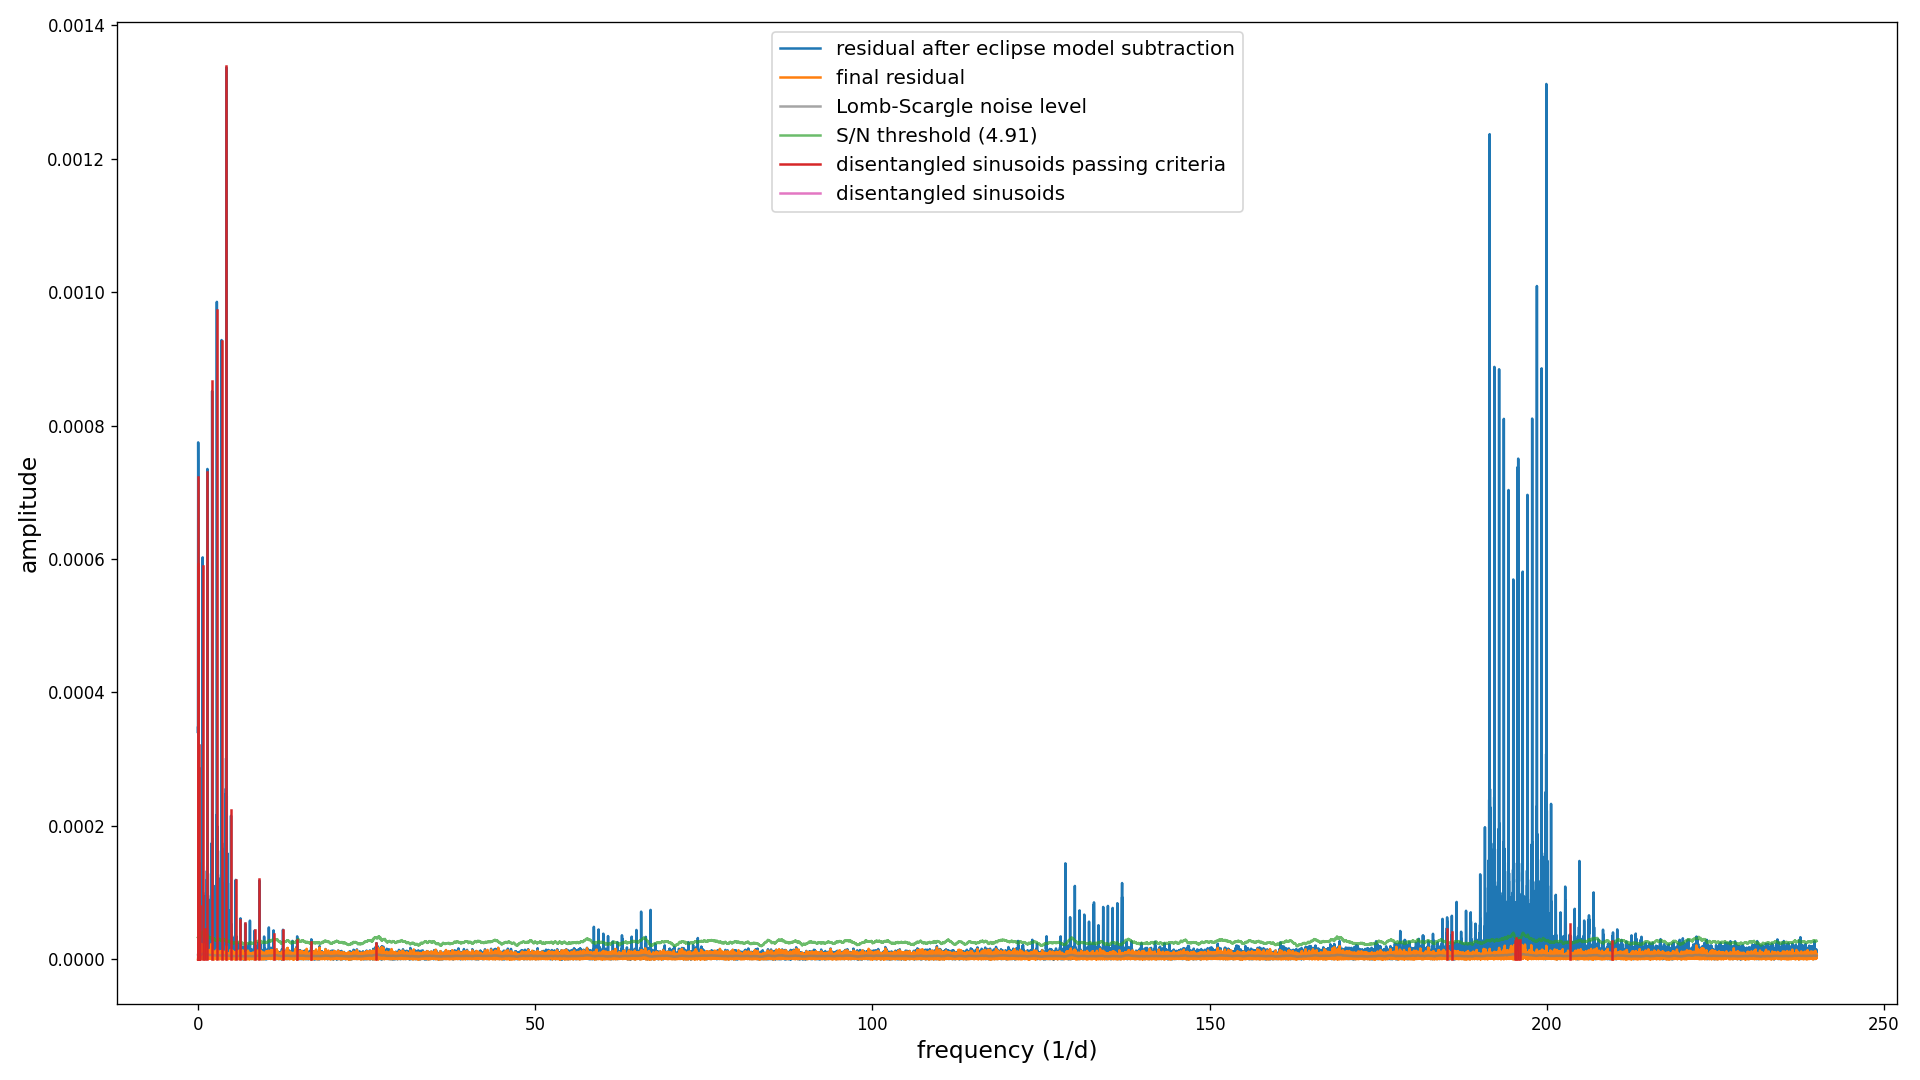 0.0014
0.0012
0.0010
0.0008
0.0006
0.0004
0.0002
0.0000
amplitude
residual after eclipse model subtraction
final residual
Lomb-Scargle noise level
S/N threshold (4.91)
disentangled sinusoids passing criteria
disentangled sinusoids
0 50 100 150 200 250
frequency (1/d)